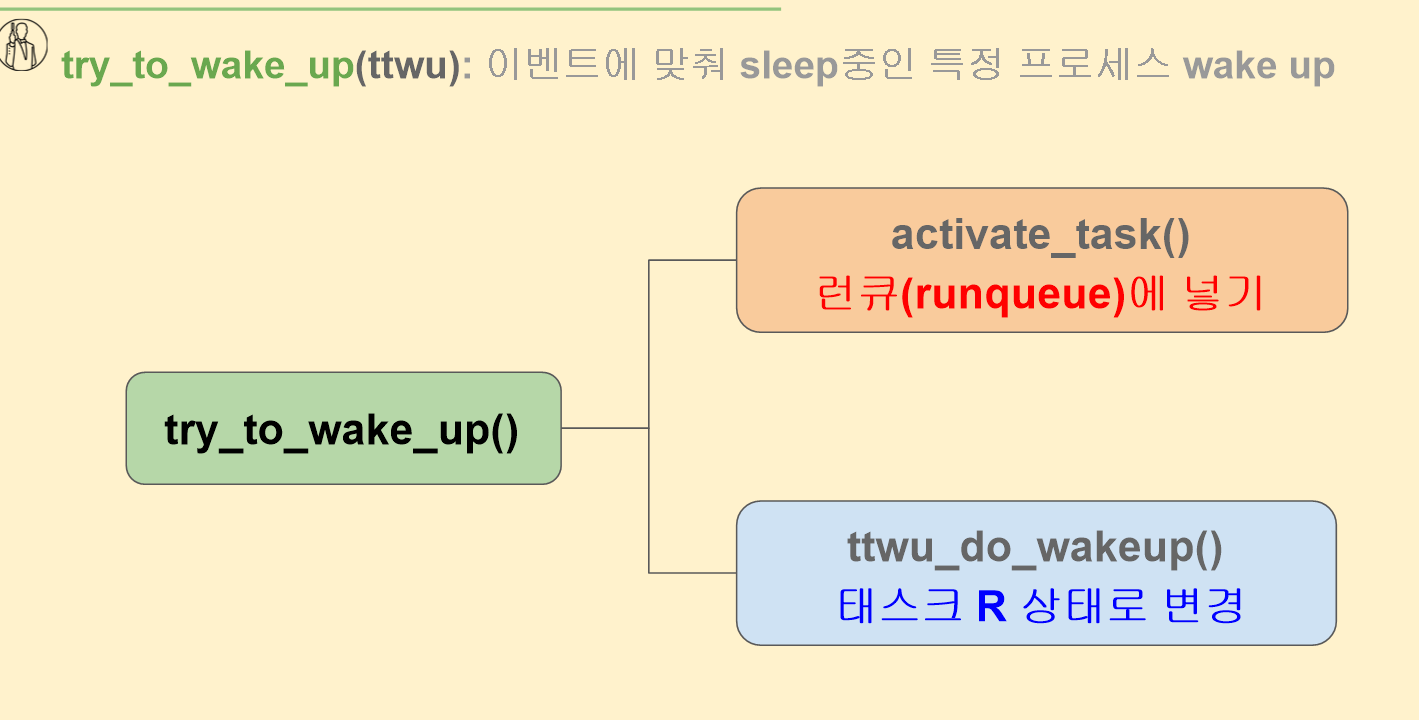 try_to_wake_up(ttwu): 이벤트에 맞춰 sleep중인 특정 프로세스 wake up
activate_task()
런큐(runqueue)에 넣기
try_to_wake_up()
ttwu_do_wakeup()
태스크 R 상태로 변경